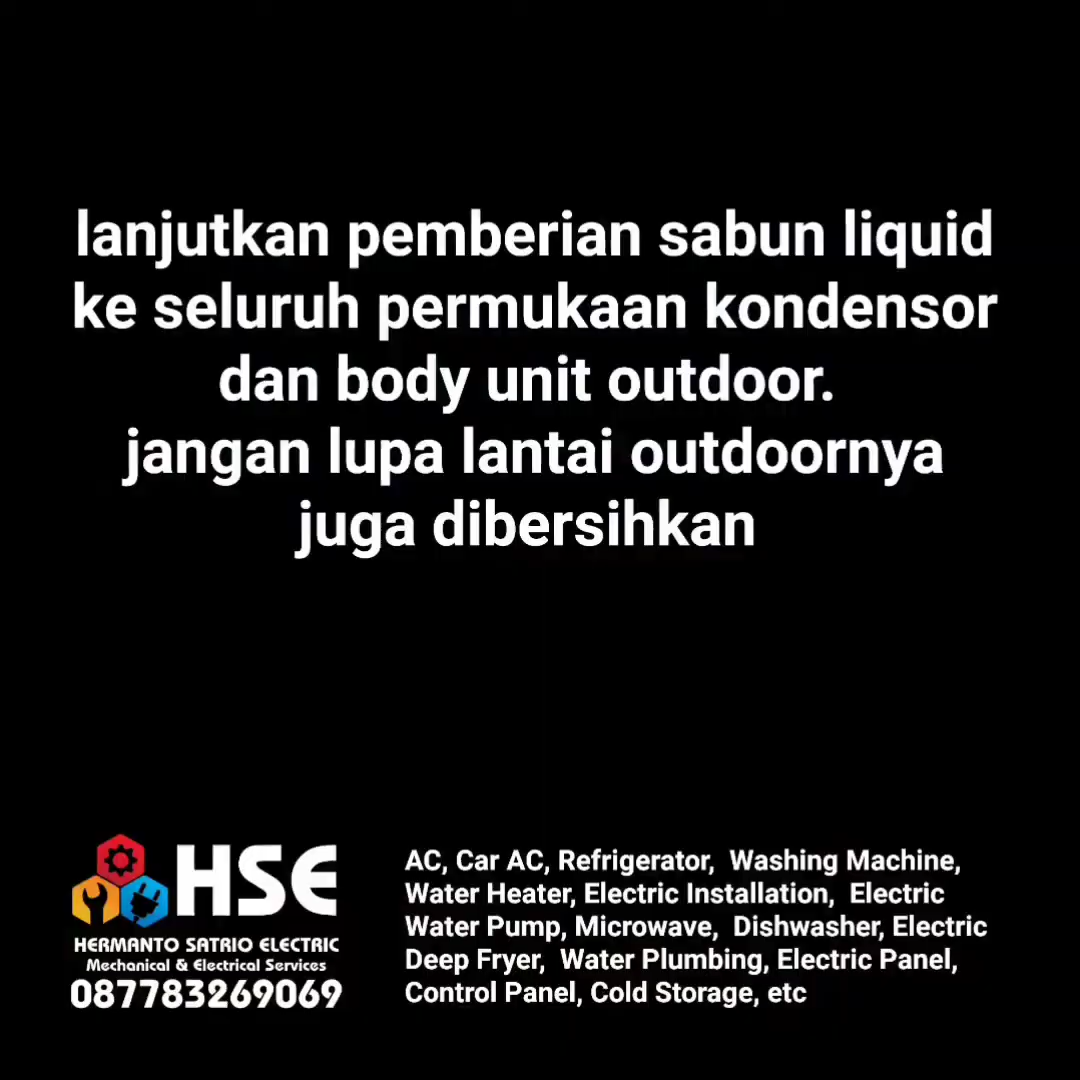 lanjutkan pemberian sabun liquid
ke seluruh permukaan kondensor
dan body unit outdoor.
jangan lupa lantai outdoornya
juga dibersihkan
HSE
HERMANTO SATRIO ELECTRIC
Mechanical & Electrical Services
087783269069
AC, Car AC, Refrigerator, Washing Machine,
Water Heater, Electric Installation, Electric
Water Pump, Microwave, Dishwasher, Electric
Deep Fryer, Water Plumbing, Electric Panel,
Control Panel, Cold Storage, etc